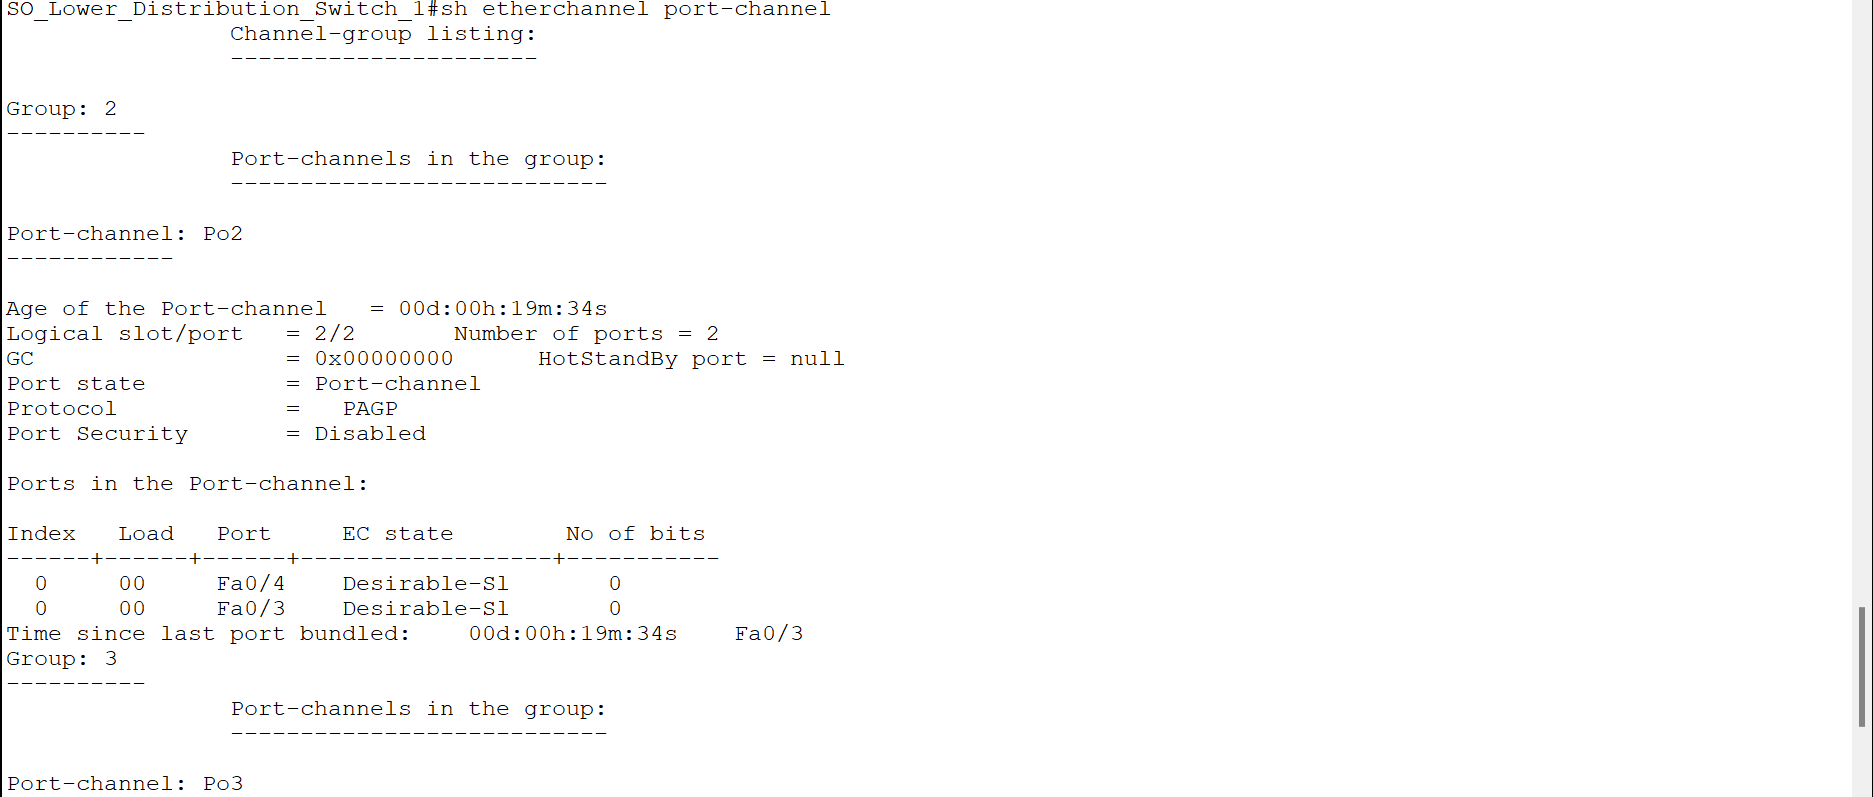 SO_Lower_Distribution_Switch_1#sh etherchannel port-channel
Channel-group listing:
----------------------
Group: 2
----------
Port-channels in the group:
---------------------------
Port-channel: Po2
------------
Age of the Port-channel   = 00d:00h:19m:34s
Logical slot/port   = 2/2       Number of ports = 2
GC                  = 0x00000000      HotStandBy port = null
Port state          = Port-channel
Protocol            =   PAGP
Port Security       = Disabled
Ports in the Port-channel:
Index   Load   Port     EC state        No of bits
------+------+------+------------------+-----------
  0     00     Fa0/4    Desirable-Sl       0
  0     00     Fa0/3    Desirable-Sl       0
Time since last port bundled:    00d:00h:19m:34s    Fa0/3
Group: 3
----------
Port-channels in the group:
---------------------------
Port-channel: Po3